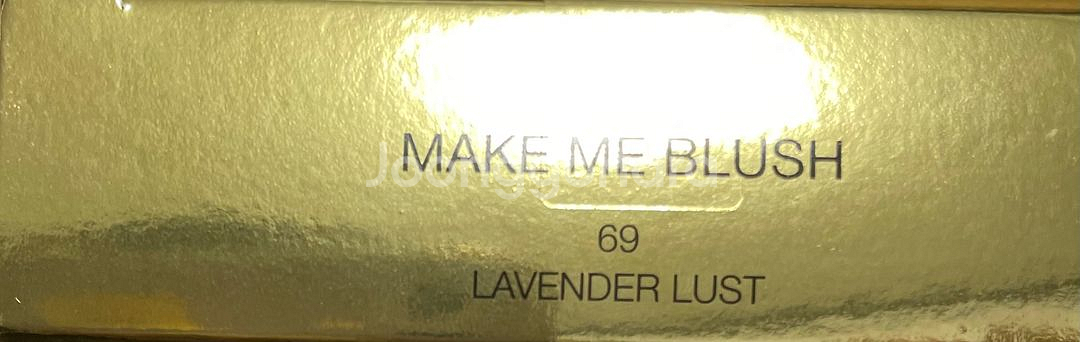 MAKE ME BLUSH
69
LAVENDER LUST